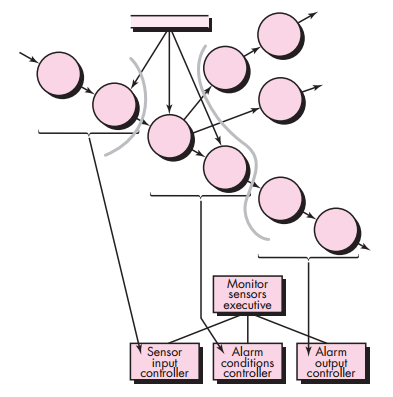 Monitor
sensors
executive
Sensor
input
controller
Alarm
conditions
controller
Alarm
output
controller